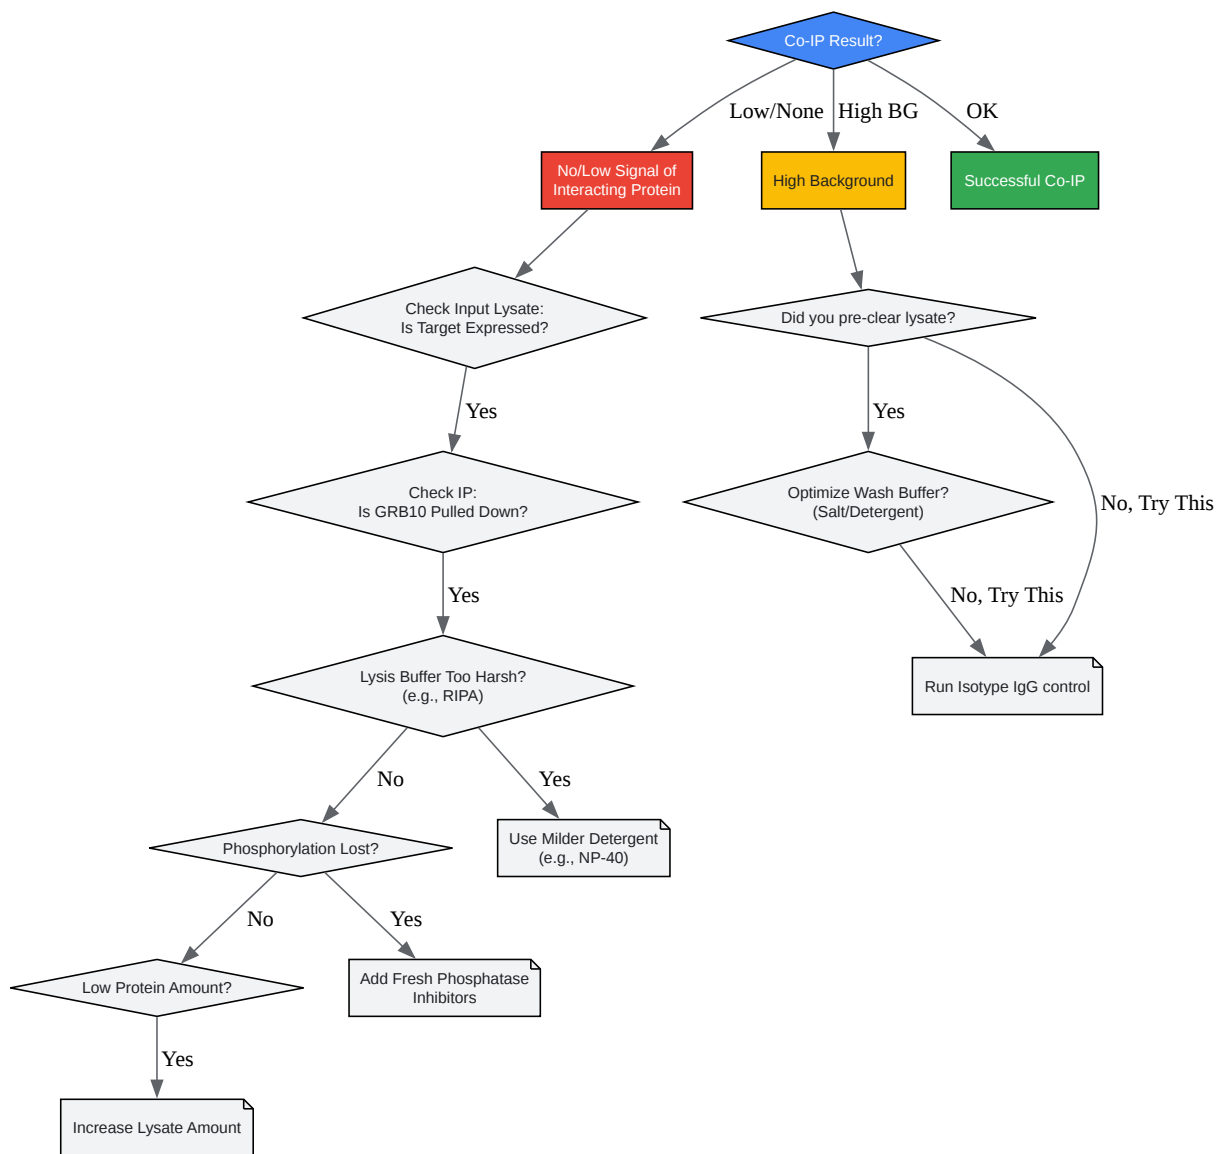 Co-IP Result?
Low/None
High BG
OK
No/Low Signal of
Interacting Protein
High Background
Successful Co-IP
Check Input Lysate:
Is Target Expressed?
Did you pre-clear lysate?
Yes
Yes
Check IP:
Is GRB10 Pulled Down?
Optimize Wash Buffer?
(Salt/Detergent)
No, Try This
Yes
No, Try This
Lysis Buffer Too Harsh?
(e.g., RIPA)
Run Isotype IgG control
No
Yes
Phosphorylation Lost?
Use Milder Detergent
(e.g., NP-40)
No
Yes
Low Protein Amount?
Add Fresh Phosphatase
Inhibitors
Yes
Increase Lysate Amount